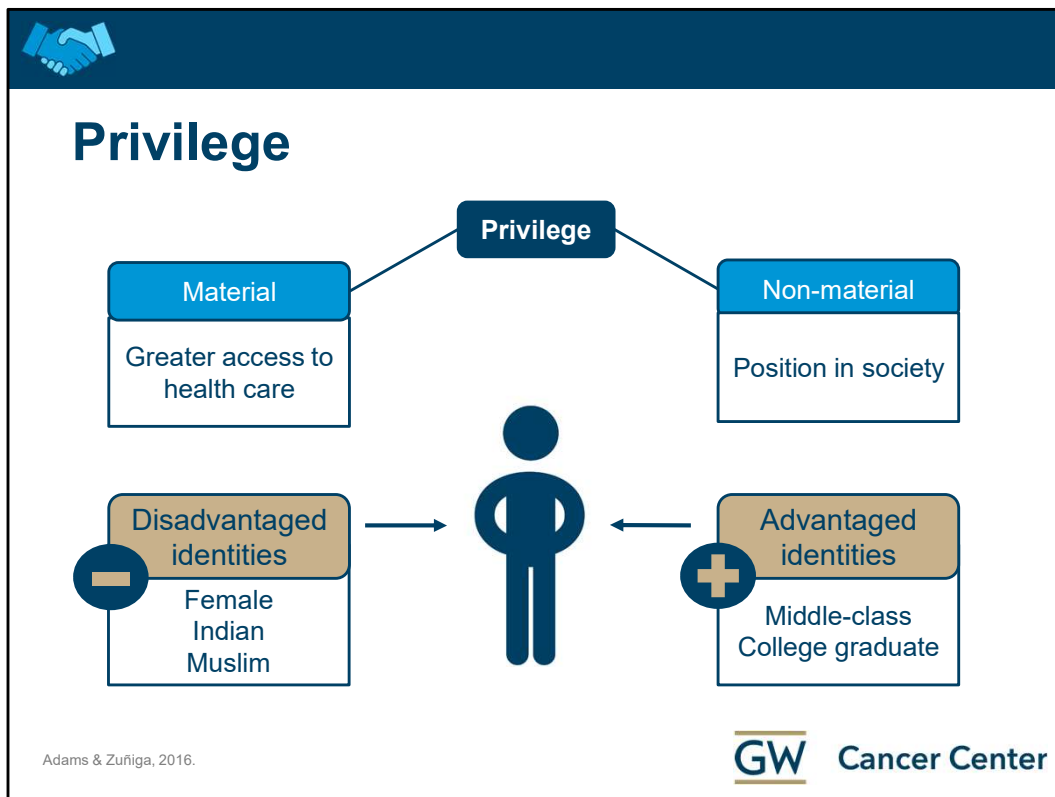 Privilege
Privilege
Material
Greater access to
health care
Non-material
Position in society
Disadvantaged
identities
Female
Indian
Muslim
Advantaged
identities
Middle-class
College graduate
Adams & Zuñiga, 2016.
GW Cancer Center